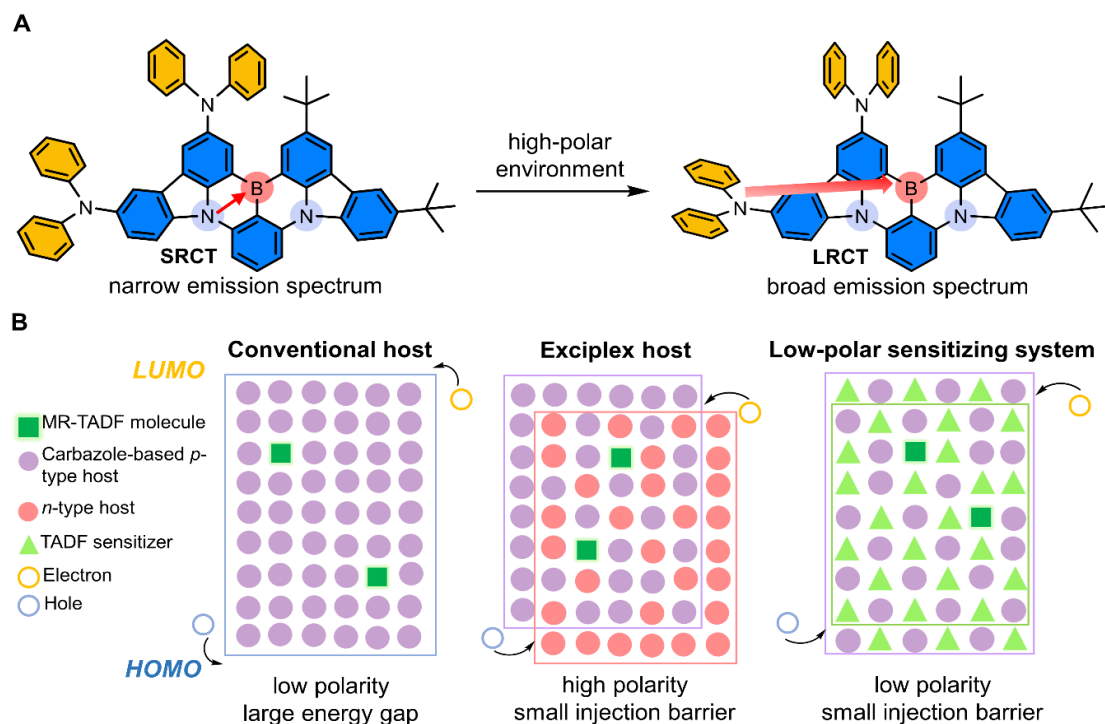 A
N
N
B
N
N
SRCT
narrow emission spectrum
high-polar
environment
N
N
B
N
N
LRCT
broad emission spectrum
B
LUMO
HOMO
MR-TADF molecule
Carbazole-based p-
type host
n-type host
TADF sensitizer
Electron
Hole
Conventional host
low polarity
large energy gap
Exciplex host
high polarity
small injection barrier
Low-polar sensitizing system
low polarity
small injection barrier